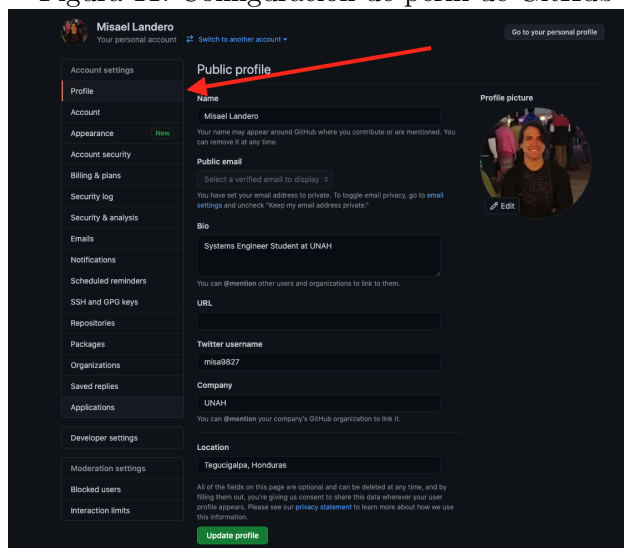 Misael Landero
Your personal account
Switch to another account
Go to your personal profile
Account settings
Profile
Account
Appearance New
Account security
Billing & plans
Security log
Security & analysis
Emails
Notifications
Scheduled reminders
SSH and GPG keys
Repositories
Packages
Organizations
Saved replies
Applications
Developer settings
Moderation settings
Blocked users
Interaction limits
Public profile
Name
Misael Landero
Your name may appear around GitHub where you contribute or are mentioned. You
can remove it at any time.
Public email
Select a verified email to display
You have set your email address to private. To toggle email privacy, go to email
settings and uncheck "Keep my email address private."
Bio
Systems Engineer Student at UNAH
You can @mention other users and organizations to link to them.
URL
Twitter username
misa9827
Company
UNAH
You can @mention your company's GitHub organization to link it.
Location
Tegucigalpa, Honduras
All of the fields on this page are optional and can be deleted at any time, and by
filling them out, you're giving us consent to share this data wherever your user
profile appears. Please see our privacy statement to learn more about how we use
this information.
Update profile
Profile picture
Edit